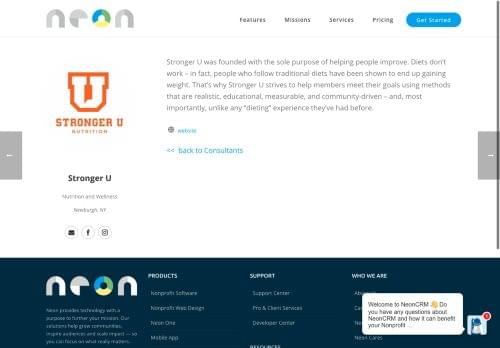 neon
Features Missions Services Pricing Get Started
Stronger U was founded with the sole purpose of helping people improve. Diets don't
work – in fact, people who follow traditional diets have been shown to end up gaining
weight. That's why Stronger U strives to help members meet their goals using methods
that are realistic, educational, measurable, and community-driven – and, most
importantly, unlike any "dieting" experience they've had before.
website
<< back to Consultants
U
STRONGER U
NUTRITION
Stronger U
Nutrition and Wellness
Newburgh, NY
neon
Neon provides technology with a
purpose to further your mission. Our
solutions help grow communities,
inspire audiences and scale impact — so
you can focus on what really matters.
PRODUCTS
Nonprofit Software
Nonprofit Web Design
Neon One
Mobile App
SUPPORT
Support Center
Pro & Client Services
Developer Center
RESOURCES
WHO WE ARE
Neon Cares
Welcome to NeonCRM 👋 Do
you have any questions about
NeonCRM and how it can benefit
your Nonprofit ...
1